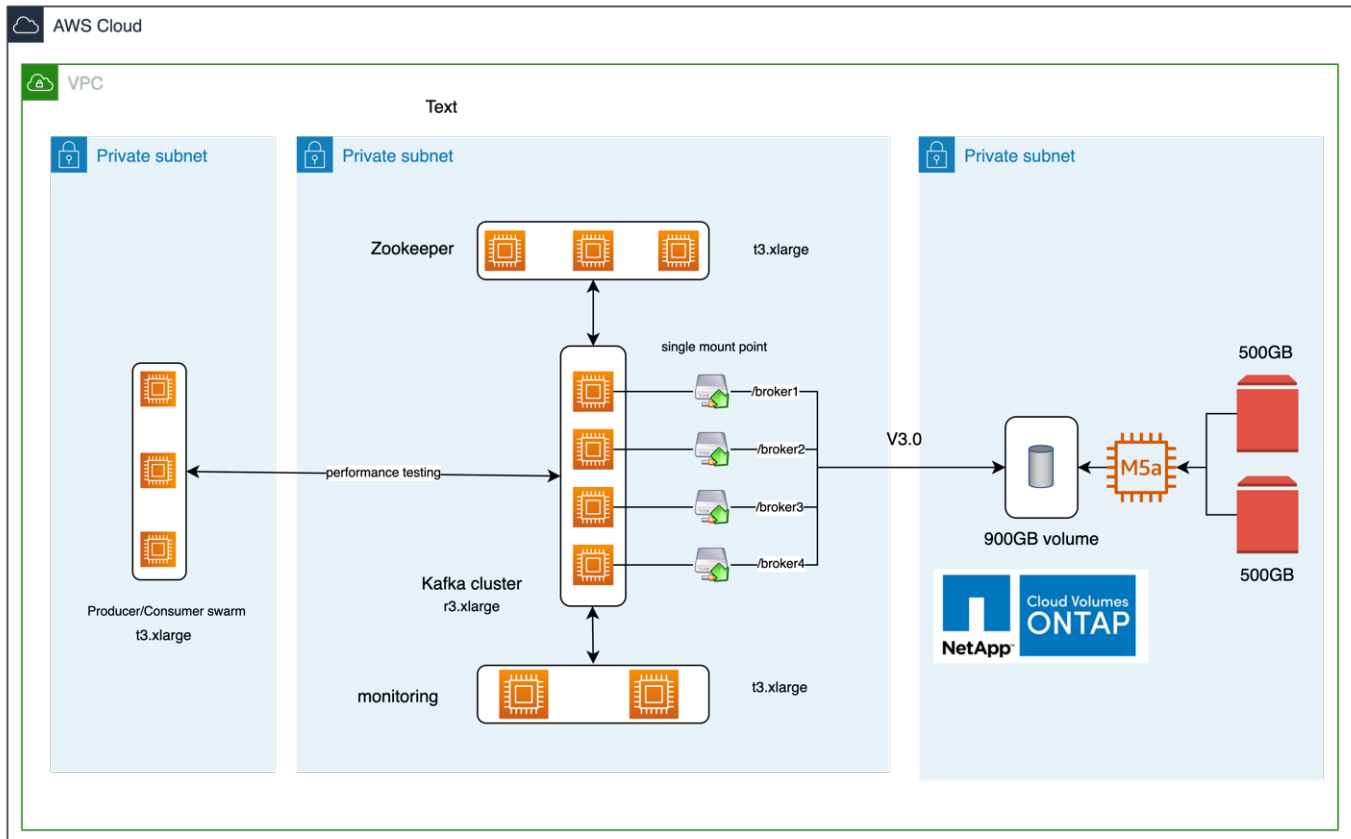 AWS Cloud
VPC
Text
Private subnet
Private subnet
Private subnet
Zookeeper
t3.xlarge
single mount point
/broker1
/broker2
/broker3
/broker4
performance testing
V3.0
500GB
M5a
500GB
900GB volume
Kafka cluster
r3.xlarge
Producer/Consumer swarm
t3.xlarge
monitoring
t3.xlarge
NetApp™
Cloud Volumes
ONTAP